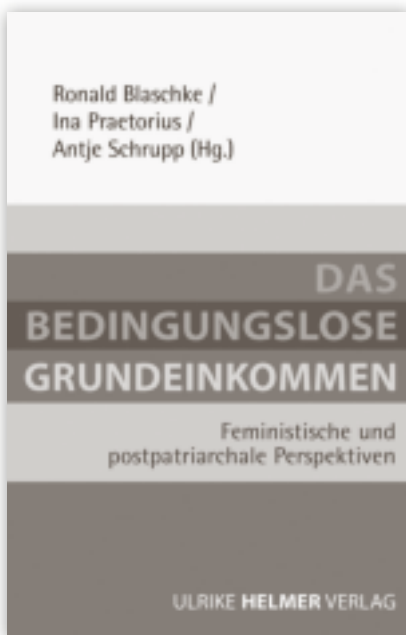 Ronald Blaschke /
Ina Praetorius /
Antje Schrupp (Hg.)
DAS
BEDINGUNGSLOSE
GRUNDEINKOMMEN
Feministische und
postpatriarchale Perspektiven
ULRIKE HELMER VERLAG